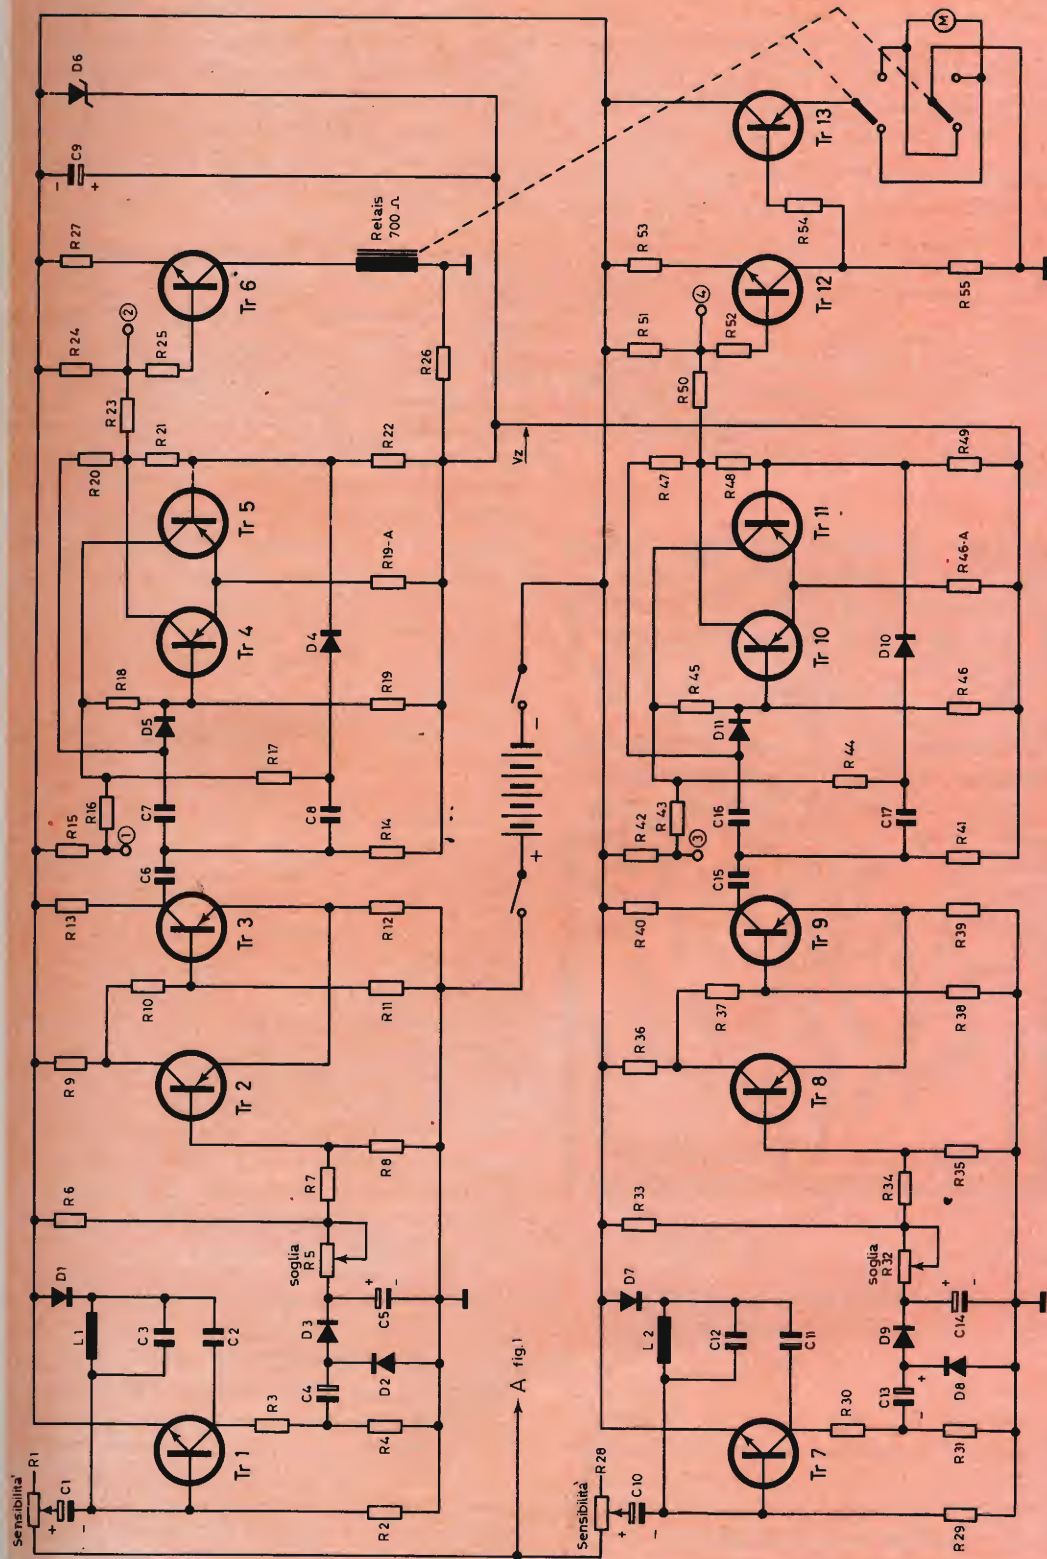 Sensibilita'
R1
+
C1
-
R2
Tr 1
L1
D1
C3
C2
R3
C4
R4
D3
D2
soglia
R5
+
C5
-
R6
R7
R8
R9
Tr 2
R10
R11
Tr 3
R13
R12
C6
R15
R16
1
C7
C8
R14
R17
D5
R18
R19
Tr 4
D4
R19-A
Tr 5
R20
R21
R22
R23
R24
2
R25
R26
Tr 6
R27
Relais
700 Ω
-
C9
+
D6
A fig.1
+
-
Vz
Sensibilità
R28
+
C10
-
R29
Tr 7
L2
D7
C12
C11
R30
C13
+
-
R31
D9
D8
soglia
R32
+
C14
-
R33
R34
R35
R36
Tr 8
R37
R38
Tr 9
R40
R39
C15
R42
R43
3
C16
C17
R41
R44
D11
R45
R46
Tr 10
D10
R46-A
Tr 11
R47
R48
R49
R50
R51
4
R52
Tr 12
R53
R54
R55
Tr 13
M